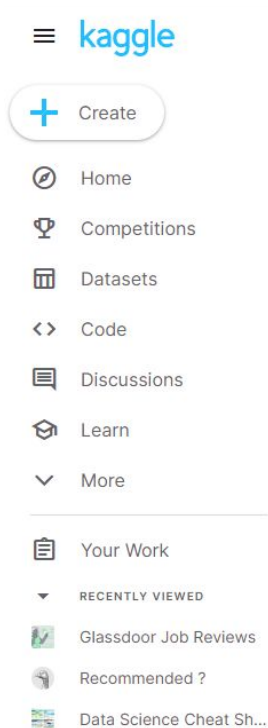 kaggle
Create
Home
Competitions
Datasets
Code
Discussions
Learn
More
Your Work
RECENTLY VIEWED
Glassdoor Job Reviews
Recommended ?
Data Science Cheat Sh...